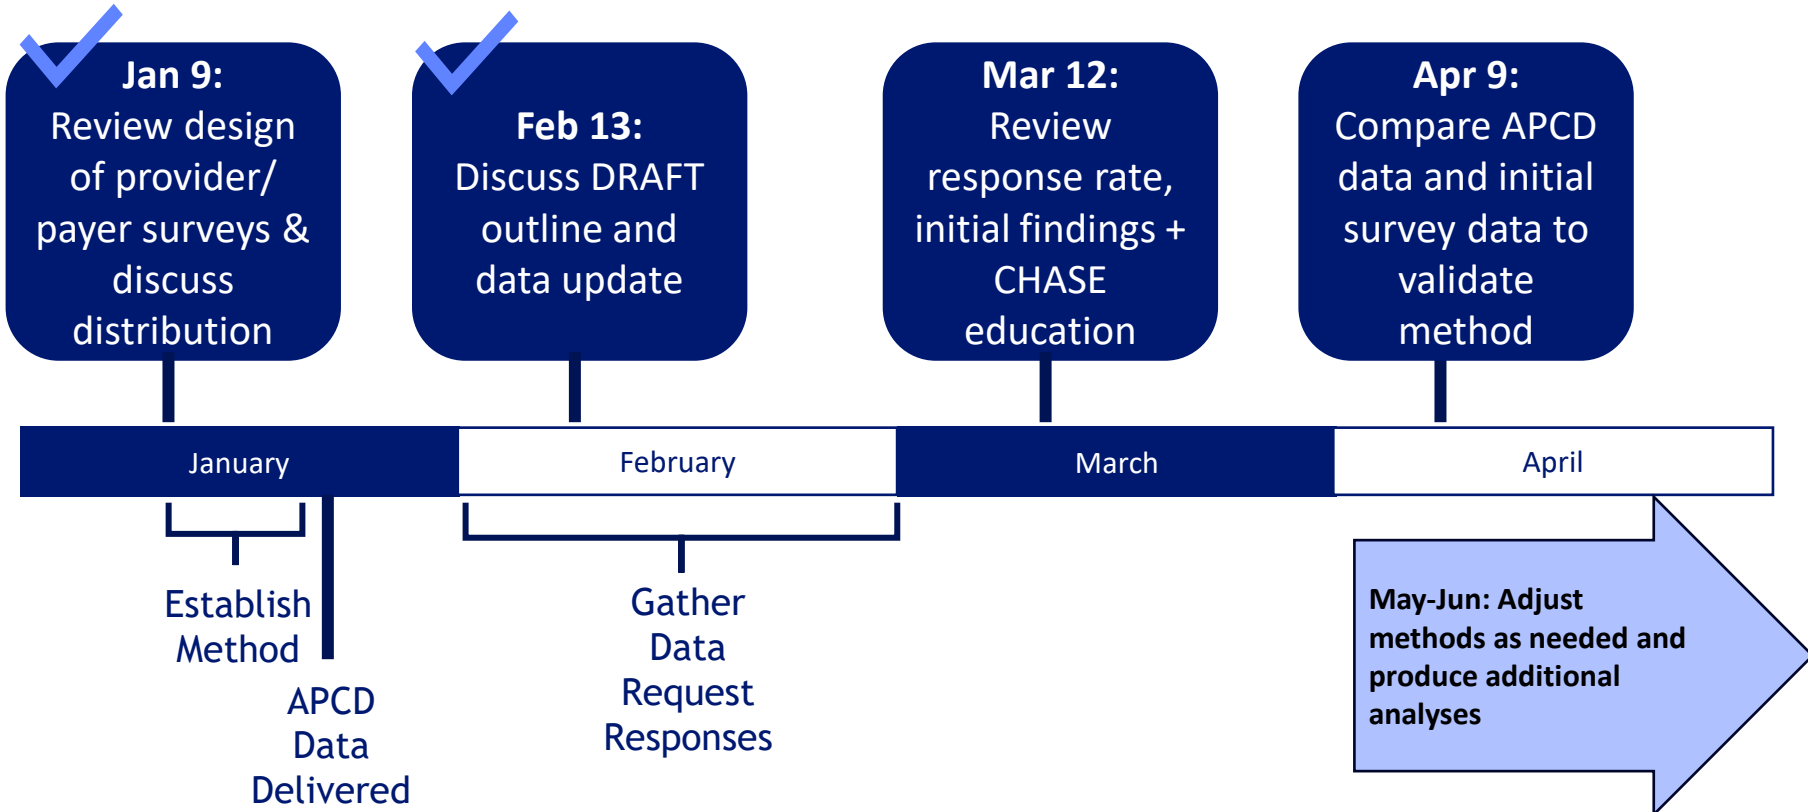 Jan 9:
Review design
of provider/
payer surveys &
discuss
distribution
Feb 13:
Discuss DRAFT
outline and
data update
Mar 12:
Review
response rate,
initial findings +
CHASE
education
Apr 9:
Compare APCD
data and initial
survey data to
validate
method
January
February
March
April
Establish
Method
APCD
Data
Delivered
Gather
Data
Request
Responses
May-Jun: Adjust
methods as needed and
produce additional
analyses